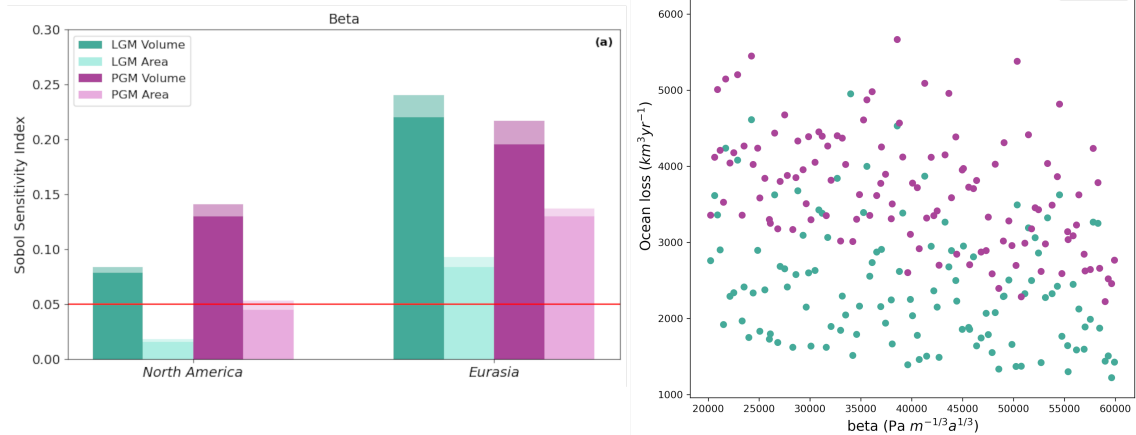 Beta
(a)
LGM Volume
LGM Area
PGM Volume
PGM Area
Sobol Sensitivity Index
0.30
0.25
0.20
0.15
0.10
0.05
0.00
North America
Eurasia
Ocean loss (km³yr⁻¹)
6000
5000
4000
3000
2000
1000
20000 25000 30000 35000 40000 45000 50000 55000 60000
beta (Pa m⁻¹/³a¹/³)